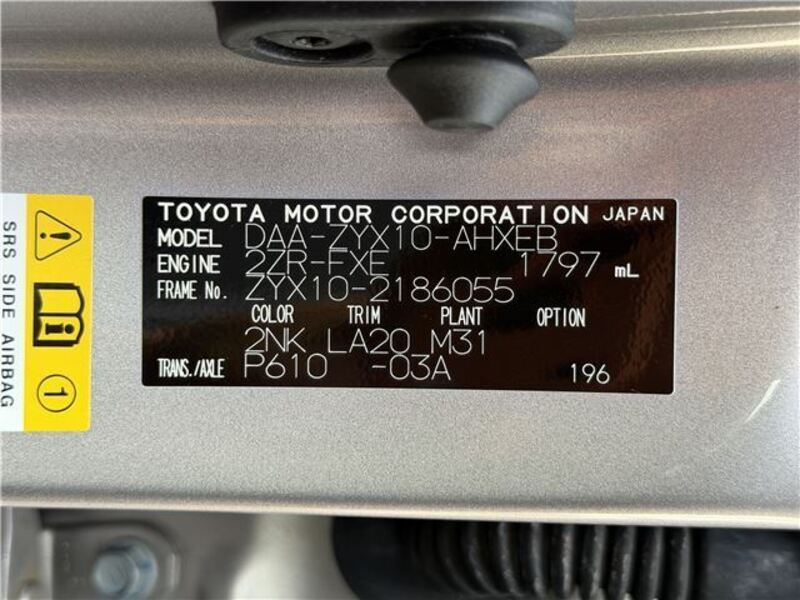 TOYOTA MOTOR CORPORATION JAPAN
MODEL DAA-ZYX10-AHXEB
ENGINE 2ZR-FXE 1797 mL
FRAME No. ZYX10-2186055
COLOR TRIM PLANT OPTION
2NK LA20 M31
TRANS./AXLE P610 -03A 196
SRS SIDE AIRBAG
1